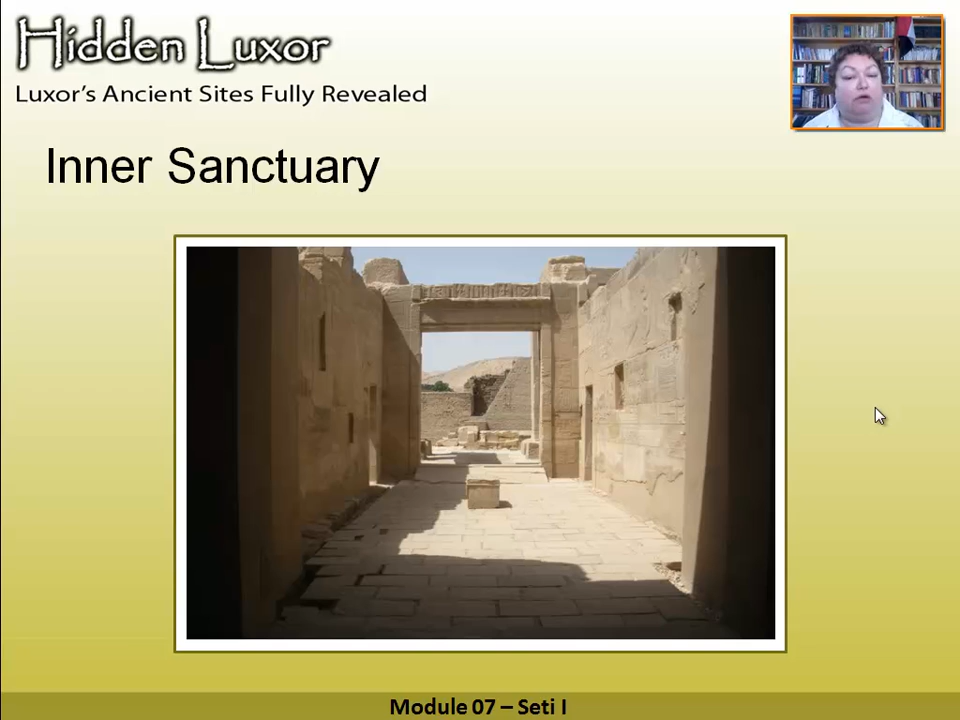 Hidden Luxor
Luxor's Ancient Sites Fully Revealed
Inner Sanctuary
Module 07 – Seti I